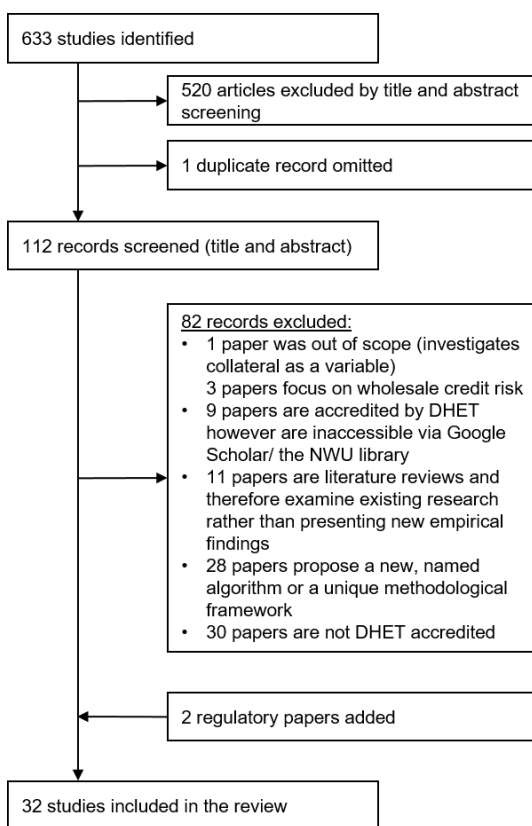 633 studies identified
520 articles excluded by title and abstract
screening
1 duplicate record omitted
112 records screened (title and abstract)
82 records excluded:
• 1 paper was out of scope (investigates
collateral as a variable)
3 papers focus on wholesale credit risk
• 9 papers are accredited by DHET
however are inaccessible via Google
Scholar/ the NWU library
• 11 papers are literature reviews and
therefore examine existing research
rather than presenting new empirical
findings
• 28 papers propose a new, named
algorithm or a unique methodological
framework
• 30 papers are not DHET accredited
2 regulatory papers added
32 studies included in the review